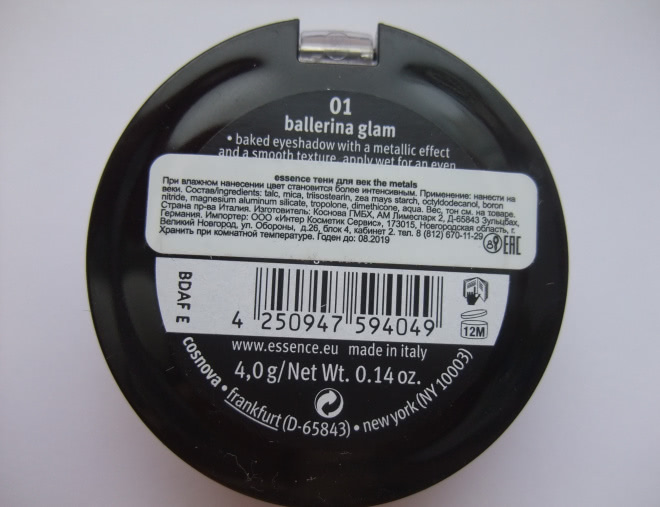 01
ballerina glam
• baked eyeshadow with a metallic effect
and a smooth texture. apply wet for an even
essence тени для век the metals
При влажном нанесении цвет становится более интенсивным. Применение: нанести на
веки. Состав/ingredients: talc, mica, triisostearin, zea mays starch, octyldodecanol, boron
nitride, magnesium aluminum silicate, tropolone, dimethicone, aqua. Вес, тон см. на товаре.
Страна пр-ва Италия. Изготовитель: Коснова ГМБХ, АМ Лимеспарк 2, Д-65843 Зульцбах,
Германия. Импортер: ООО «Интер Косметик Сервис», 173015, Новгородская область, г.
Великий Новгород, ул. Обороны, д.26, блок 4, кабинет 2. тел. 8 (812) 670-11-29
Хранить при комнатной температуре. Годен до: 08.2019
EAC
BDAF E
4 250947 594049
12M
www.essence.eu made in italy
4,0 g/Net Wt. 0.14 oz.
cosnova • frankfurt (D-65843) • new york (NY 10003)